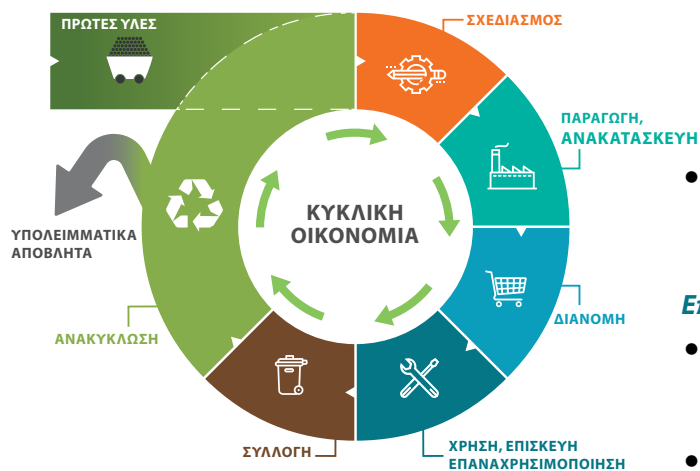 ΠΡΩΤΕΣ ΥΛΕΣ
ΣΧΕΔΙΑΣΜΟΣ
ΠΑΡΑΓΩΓΗ,
ΑΝΑΚΑΤΑΣΚΕΥΗ
ΚΥΚΛΙΚΗ
ΟΙΚΟΝΟΜΙΑ
ΥΠΟΛΕΙΜΜΑΤΙΚΑ
ΑΠΟΒΛΗΤΑ
ΔΙΑΝΟΜΗ
ΑΝΑΚΥΚΛΩΣΗ
ΣΥΛΛΟΓΗ
ΧΡΗΣΗ, ΕΠΙΣΚΕΥΗ
ΕΠΑΝΑΧΡΗΣΙΜΟΠΟΙΗΣΗ